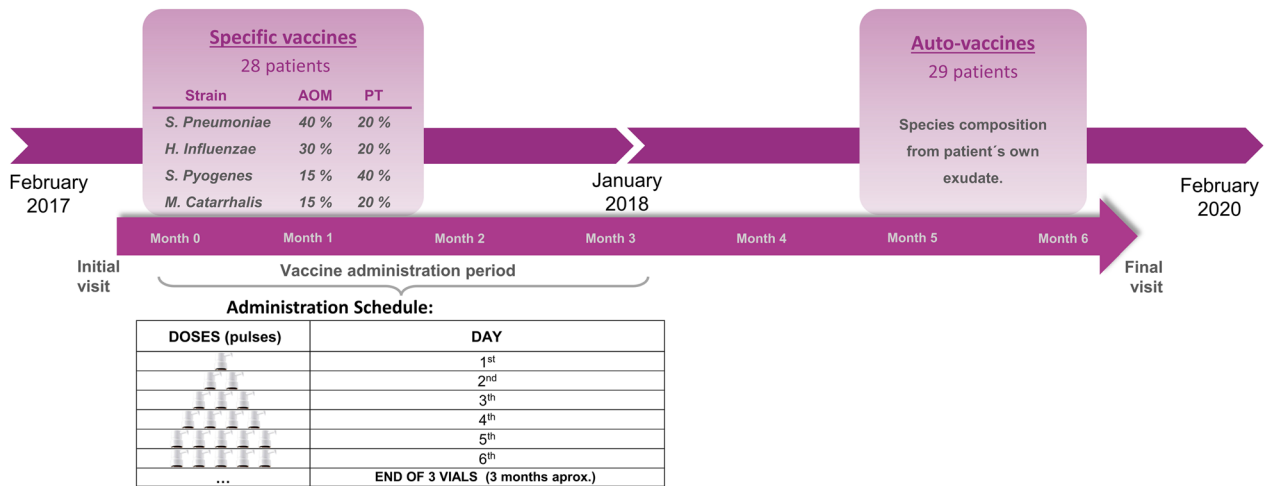 Specific vaccines
28 patients
Strain AOM PT
S. Pneumoniae 40 % 20 %
H. Influenzae 30 % 20 %
S. Pyogenes 15 % 40 %
M. Catarrhalis 15 % 20 %
Auto-vaccines
29 patients
Species composition
from patient´s own
exudate.
February
2017
January
2018
February
2020
Month 0 Month 1 Month 2 Month 3 Month 4 Month 5 Month 6
Initial
visit
Vaccine administration period
Final
visit
Administration Schedule:
DOSES (pulses) DAY
1st
2nd
3th
4th
5th
6th
... END OF 3 VIALS (3 months aprox.)